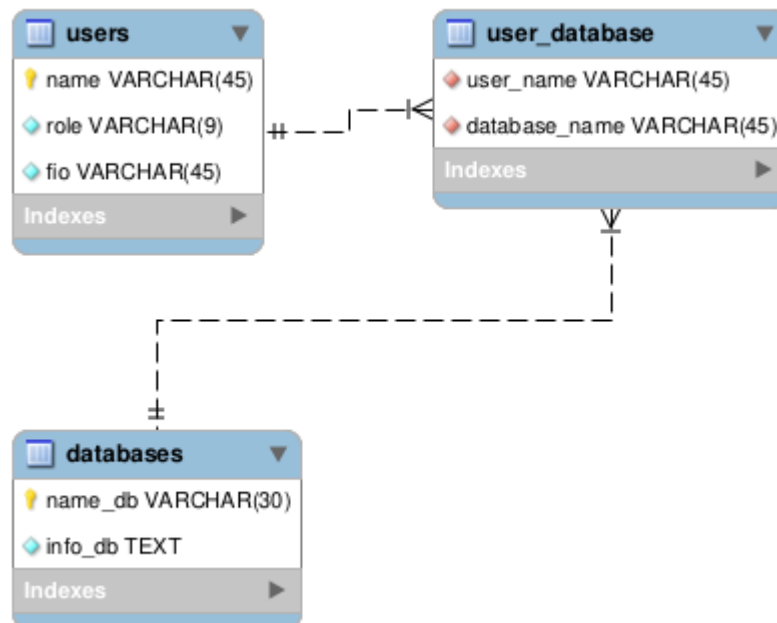 users
name VARCHAR(45)
role VARCHAR(9)
fio VARCHAR(45)
Indexes
user_database
user_name VARCHAR(45)
database_name VARCHAR(45)
Indexes
databases
name_db VARCHAR(30)
info_db TEXT
Indexes